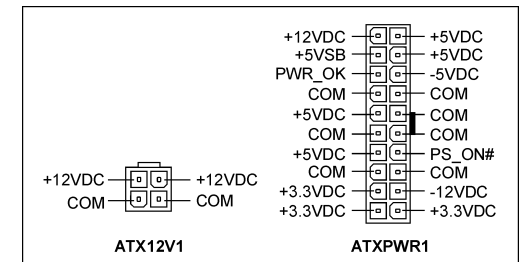 +12VDC +5VDC
+5VSB +5VDC
PWR_OK -5VDC
COM COM
+5VDC COM
COM COM
+5VDC PS_ON#
COM COM
+3.3VDC -12VDC
+3.3VDC +3.3VDC
ATXPWR1
+12VDC +12VDC
COM COM
ATX12V1